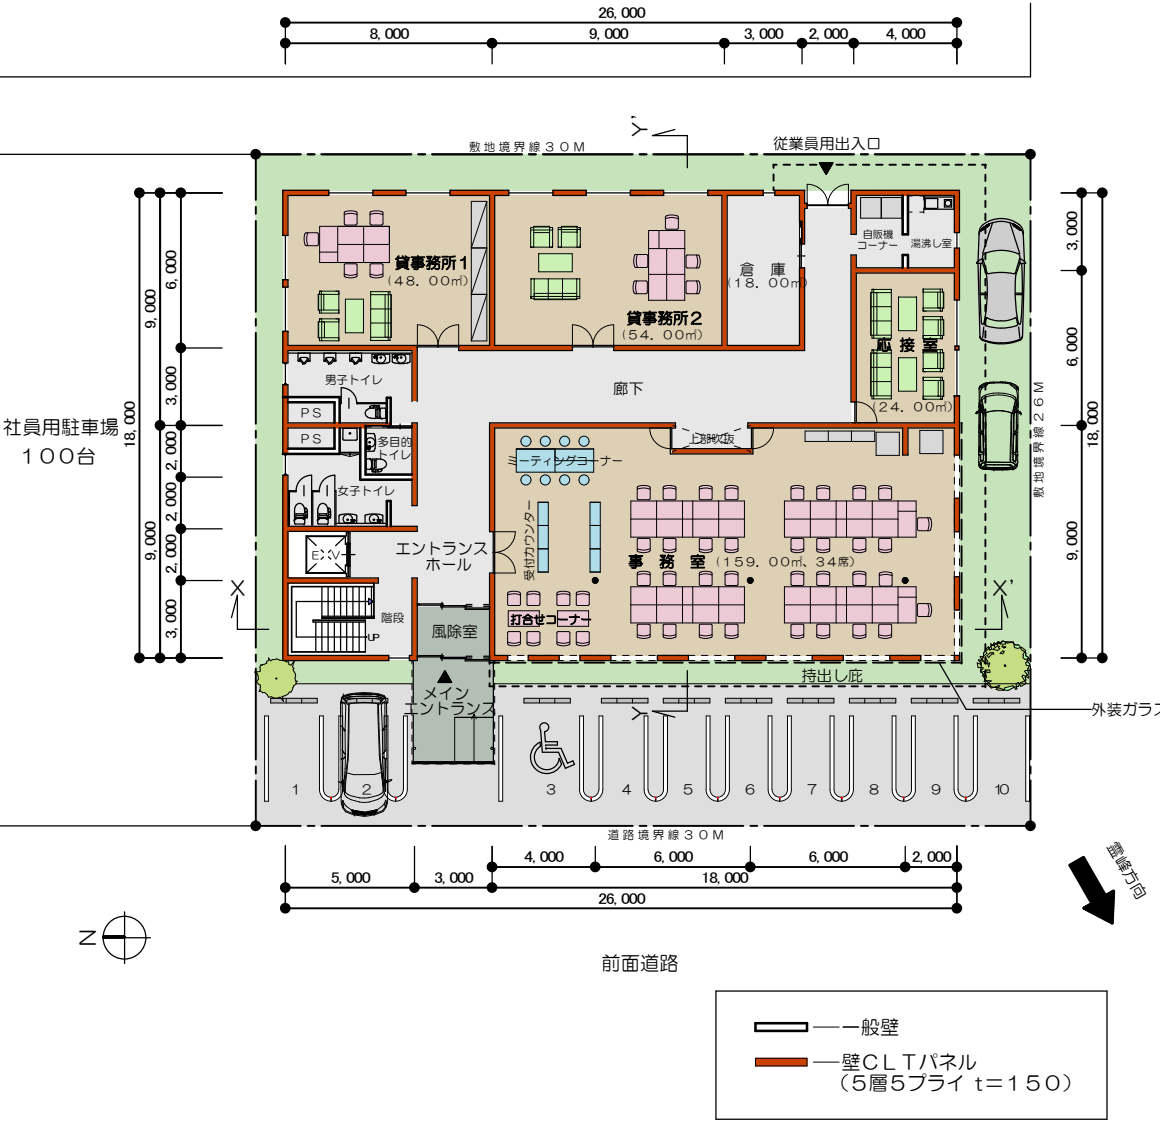 26,000
8,000
9,000
3,000
2,000
4,000
Y'
従業員用出入口
敷地境界線30M
自販機
コーナー
湯沸し室
3,000
6,000
9,000
貸事務所1
(48.00㎡)
倉 庫
(18.00㎡)
貸事務所2
(54.00㎡)
応 接 室
(24.00㎡)
6,000
敷地境界線26M
18,000
9,000
男子トイレ
廊下
3,000
社員用駐車場
100台
18,000
PS
PS
多目的
トイレ
上部吹抜
ミーティングコーナー
2,000
女子トイレ
2,000
受付カウンター
エントランス
ホール
EV
事 務 室
(159.00㎡、34席)
9,000
2,000
X
X'
階段
UP
風除室
打合せコーナー
3,000
メイン
エントランス
持出し庇
Y
外装ガラス
1
2
3
4
5
6
7
8
9
10
道路境界線30M
4,000
6,000
6,000
2,000
5,000
3,000
18,000
26,000
霊峰方向
N
前面道路
一般壁
壁CLTパネル
(5層5プライ t=150)